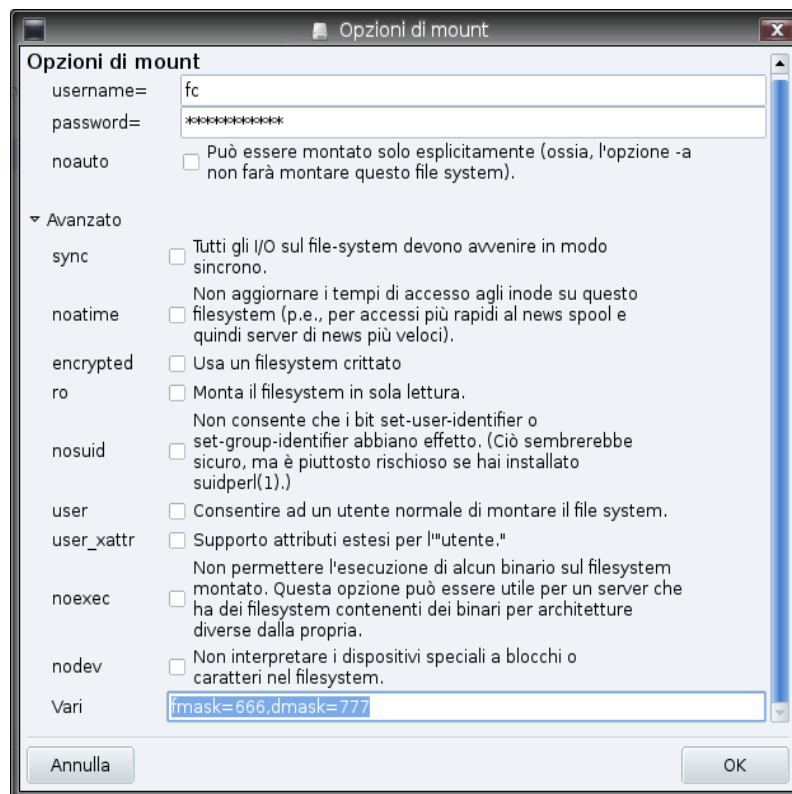 Opzioni di mount
Opzioni di mount
username= fc
password= ***********
noauto Può essere montato solo esplicitamente (ossia, l'opzione -a
non farà montare questo file system).
Avanzato
sync Tutti gli I/O sul file-system devono avvenire in modo
sincrono.
Non aggiornare i tempi di accesso agli inode su questo
noatime filesystem (p.e., per accessi più rapidi al news spool e
quindi server di news più veloci).
encrypted Usa un filesystem crittato
ro Monta il filesystem in sola lettura.
Non consente che i bit set-user-identifier o
set-group-identifier abbiano effetto. (Ciò sembrerebbe
nosuid sicuro, ma è piuttosto rischioso se hai installato
suidperl(1).)
user Consentire ad un utente normale di montare il file system.
user_xattr Supporto attributi estesi per l'"utente."
Non permettere l'esecuzione di alcun binario sul filesystem
montato. Questa opzione può essere utile per un server che
noexec ha dei filesystem contenenti dei binari per architetture
diverse dalla propria.
nodev Non interpretare i dispositivi speciali a blocchi o
caratteri nel filesystem.
Vari fmask=666,dmask=777
Annulla OK